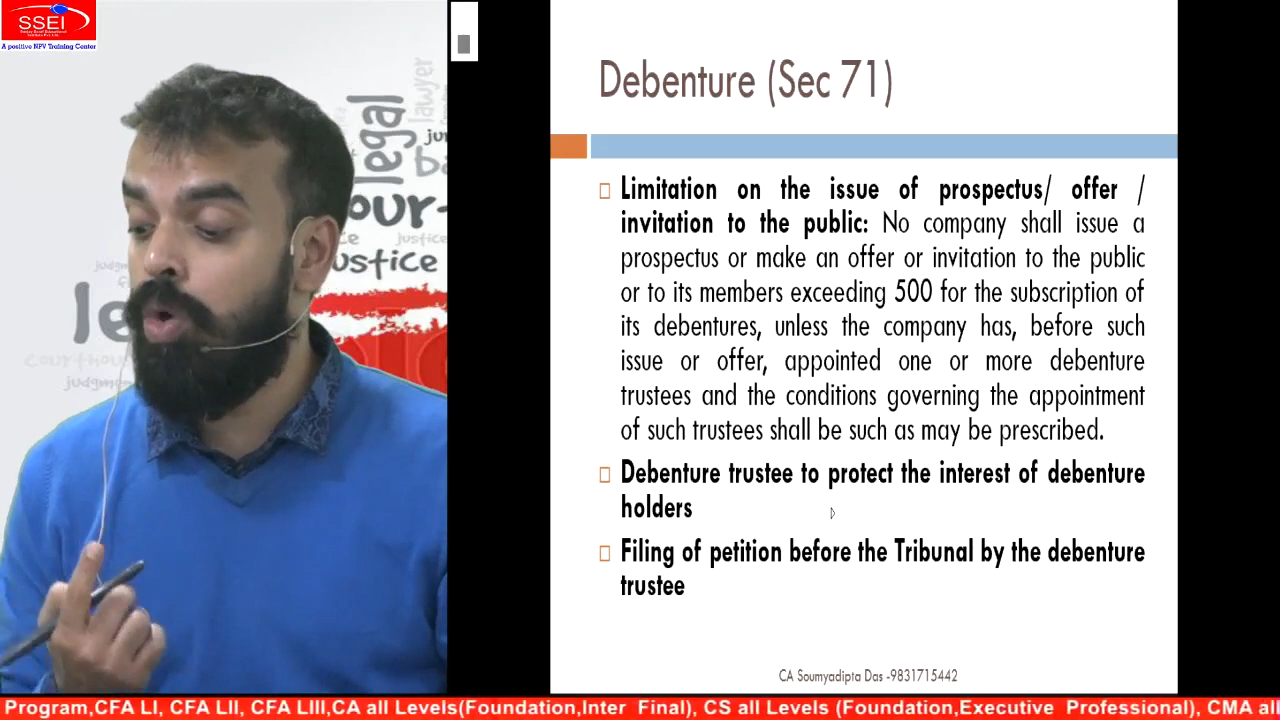 SSEI
A positive NPV Training Center
legal
lawyer
justice
judgment
courthouse
Debenture (Sec 71)
Limitation on the issue of prospectus/ offer /
invitation to the public: No company shall issue a
prospectus or make an offer or invitation to the public
or to its members exceeding 500 for the subscription of
its debentures, unless the company has, before such
issue or offer, appointed one or more debenture
trustees and the conditions governing the appointment
of such trustees shall be such as may be prescribed.
Debenture trustee to protect the interest of debenture
holders
Filing of petition before the Tribunal by the debenture
trustee
CA Soumyadipta Das -9831715442
Program,CFA LI, CFA LII, CFA LIII,CA all Levels(Foundation,Inter Final), CS all Levels (Foundation,Executive Professional), CMA all